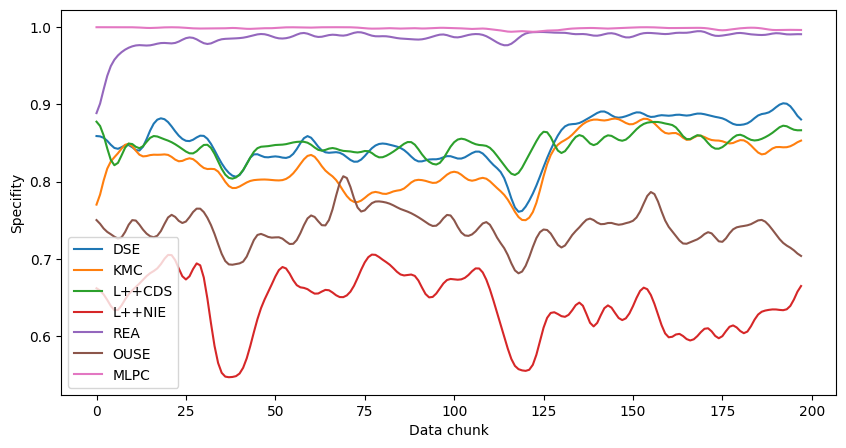 1.0
0.9
0.8
0.7
0.6
Specifity
DSE
KMC
L++CDS
L++NIE
REA
OUSE
MLPC
0 25 50 75 100 125 150 175 200
Data chunk